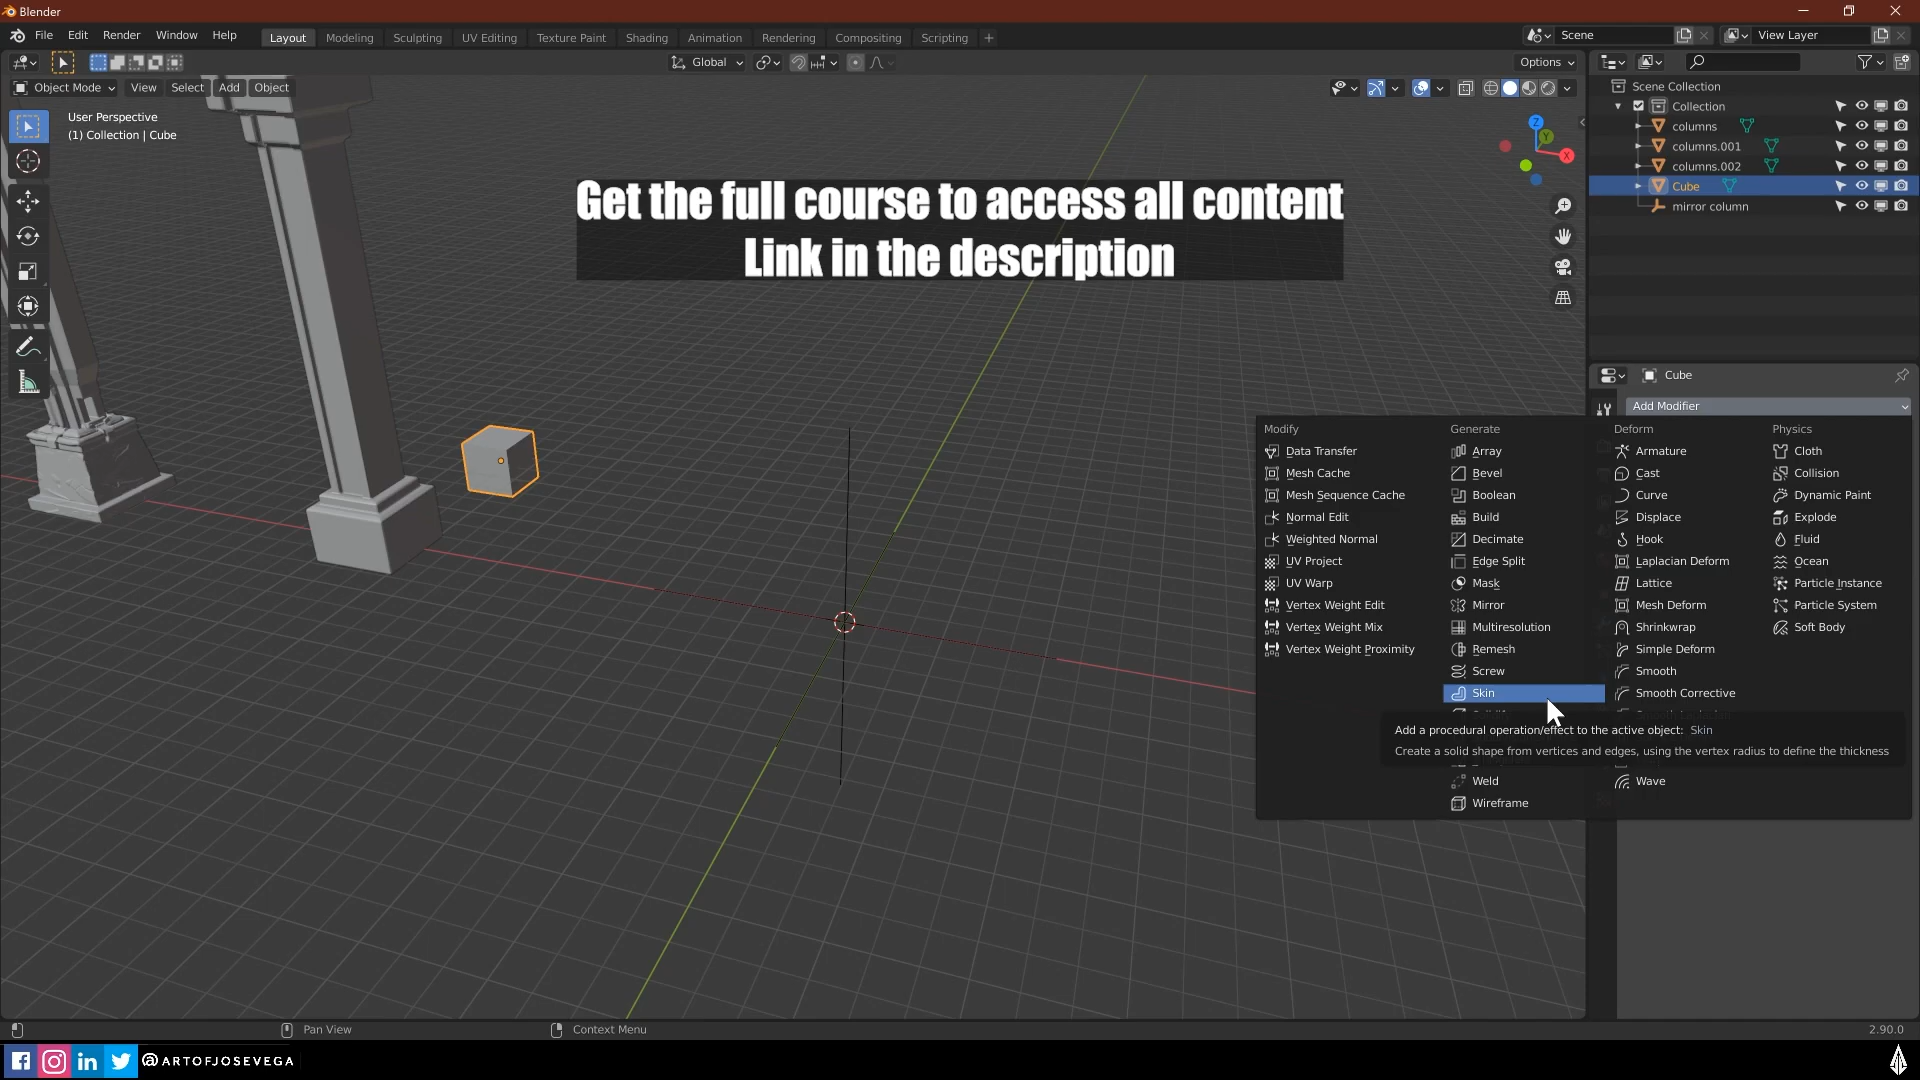 Blender
File Edit Render Window Help
Layout Modeling Sculpting UV Editing Texture Paint Shading Animation Rendering Compositing Scripting +
Scene
View Layer
Global
Options
Object Mode View Select Add Object
User Perspective
(1) Collection | Cube
Z
Y
X
Get the full course to access all content
Link in the description
Scene Collection
Collection
columns
columns.001
columns.002
Cube
mirror column
Cube
Add Modifier
Modify
Data Transfer
Mesh Cache
Mesh Sequence Cache
Normal Edit
Weighted Normal
UV Project
UV Warp
Vertex Weight Edit
Vertex Weight Mix
Vertex Weight Proximity
Generate
Array
Bevel
Boolean
Build
Decimate
Edge Split
Mask
Mirror
Multiresolution
Remesh
Screw
Skin
Weld
Wireframe
Deform
Armature
Cast
Curve
Displace
Hook
Laplacian Deform
Lattice
Mesh Deform
Shrinkwrap
Simple Deform
Smooth
Smooth Corrective
Wave
Physics
Cloth
Collision
Dynamic Paint
Explode
Fluid
Ocean
Particle Instance
Particle System
Soft Body
Add a procedural operation/effect to the active object: Skin
Create a solid shape from vertices and edges, using the vertex radius to define the thickness
Pan View
Context Menu
2.90.0
@ARTOFJOSEVEGA